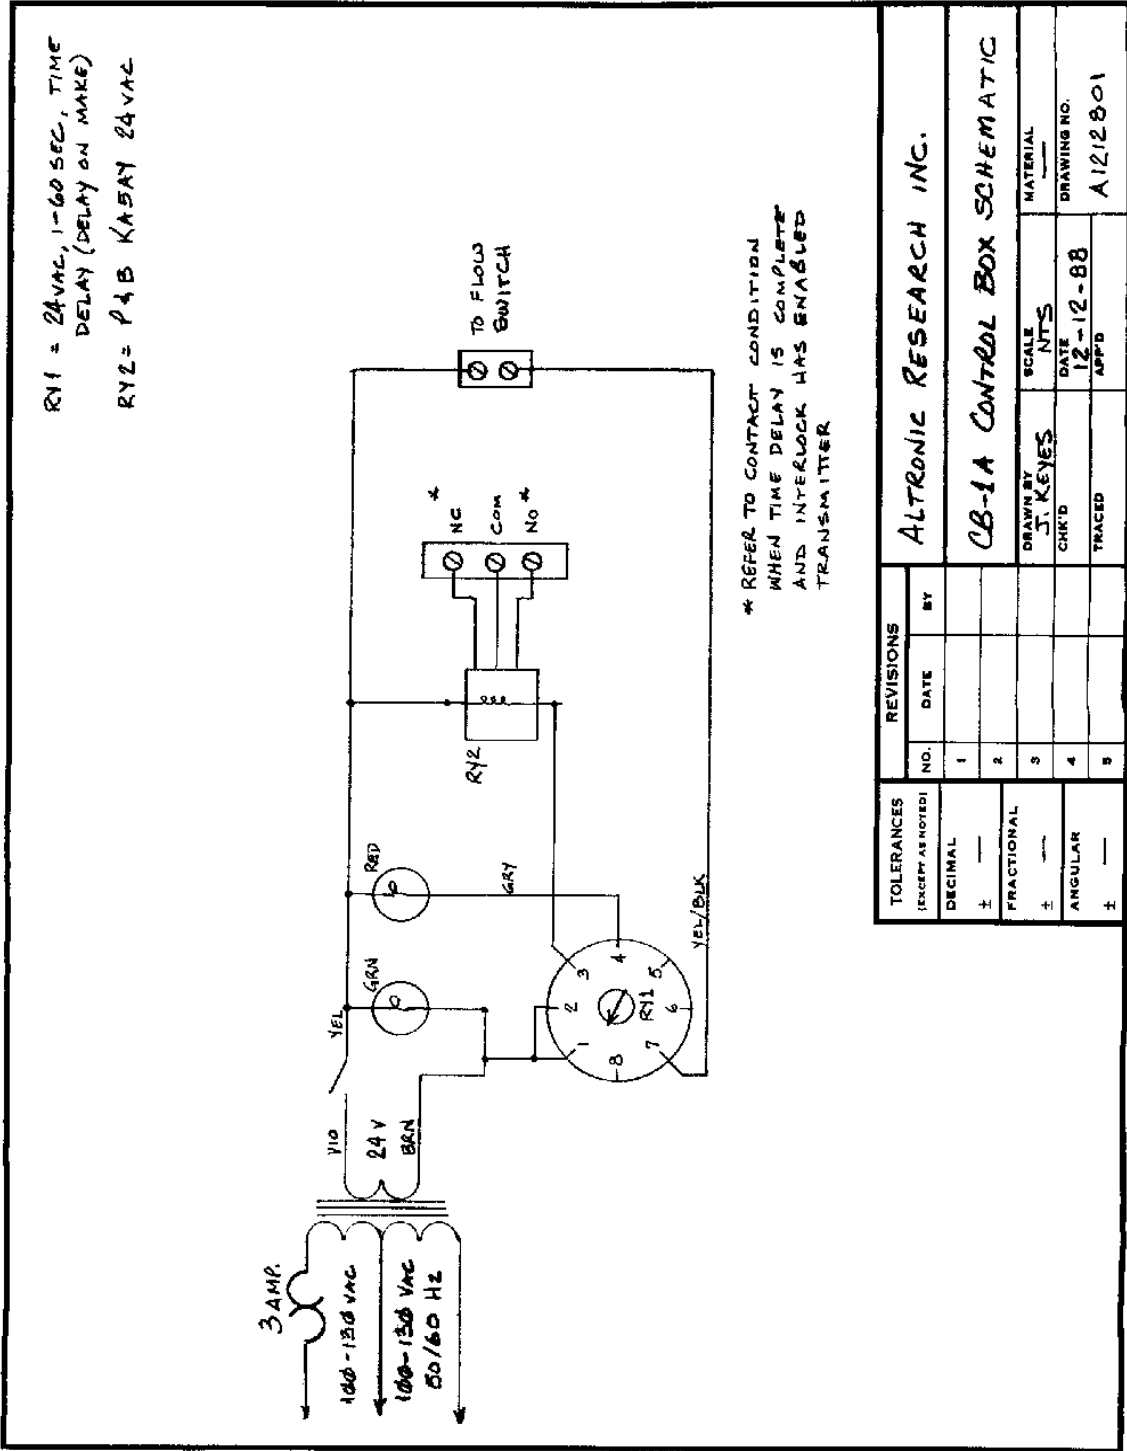 RY1 = 24VAC, 1-60 SEC, TIME
DELAY (DELAY ON MAKE)
RY2 = P&B KA5AY 24VAC
3 AMP.
100-130 VAC
100-130 VAC
50/60 HZ
VIO
24V
BRN
YEL
GRN
RED
GRY
YEL/BLK
RY1
1
2
3
4
5
6
7
8
RY2
NC *
COM
NO *
TO FLOW
SWITCH
* REFER TO CONTACT CONDITION
WHEN TIME DELAY IS COMPLETE
AND INTERLOCK HAS ENABLED
TRANSMITTER
TOLERANCES
(EXCEPT AS NOTED)
DECIMAL
± —
FRACTIONAL
± —
ANGULAR
± —
REVISIONS
NO. DATE BY
1
2
3
4
5
ALTRONIC RESEARCH INC.
CB-1A CONTROL BOX SCHEMATIC
DRAWN BY
J. KEYES
SCALE
NTS
MATERIAL
—
CHK'D
DATE
12-12-88
DRAWING NO.
A1212801
TRACED
APP'D